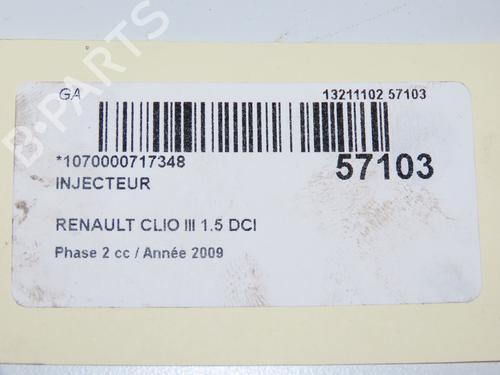 GA 13211102 57103
*1070000717348 57103
INJECTEUR
RENAULT CLIO III 1.5 DCI
Phase 2 cc / Année 2009
B-PARTS